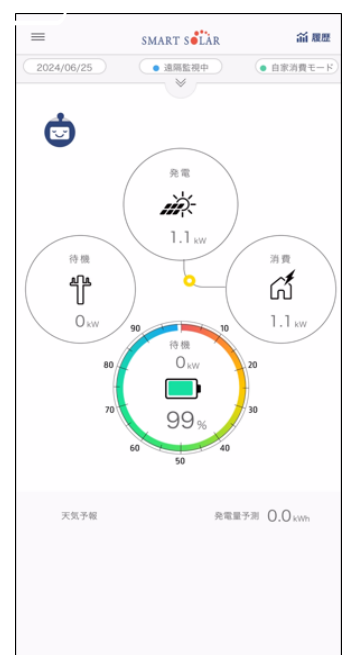 SMART SOLAR 履歴
2024/06/25 遠隔監視中 自家消費モード
発電
1.1 kW
待機
0 kW
消費
1.1 kW
90 10
待機
0 kW
80 20
99 %
70 30
60 40
50
天気予報 発電量予測 0.0 kWh